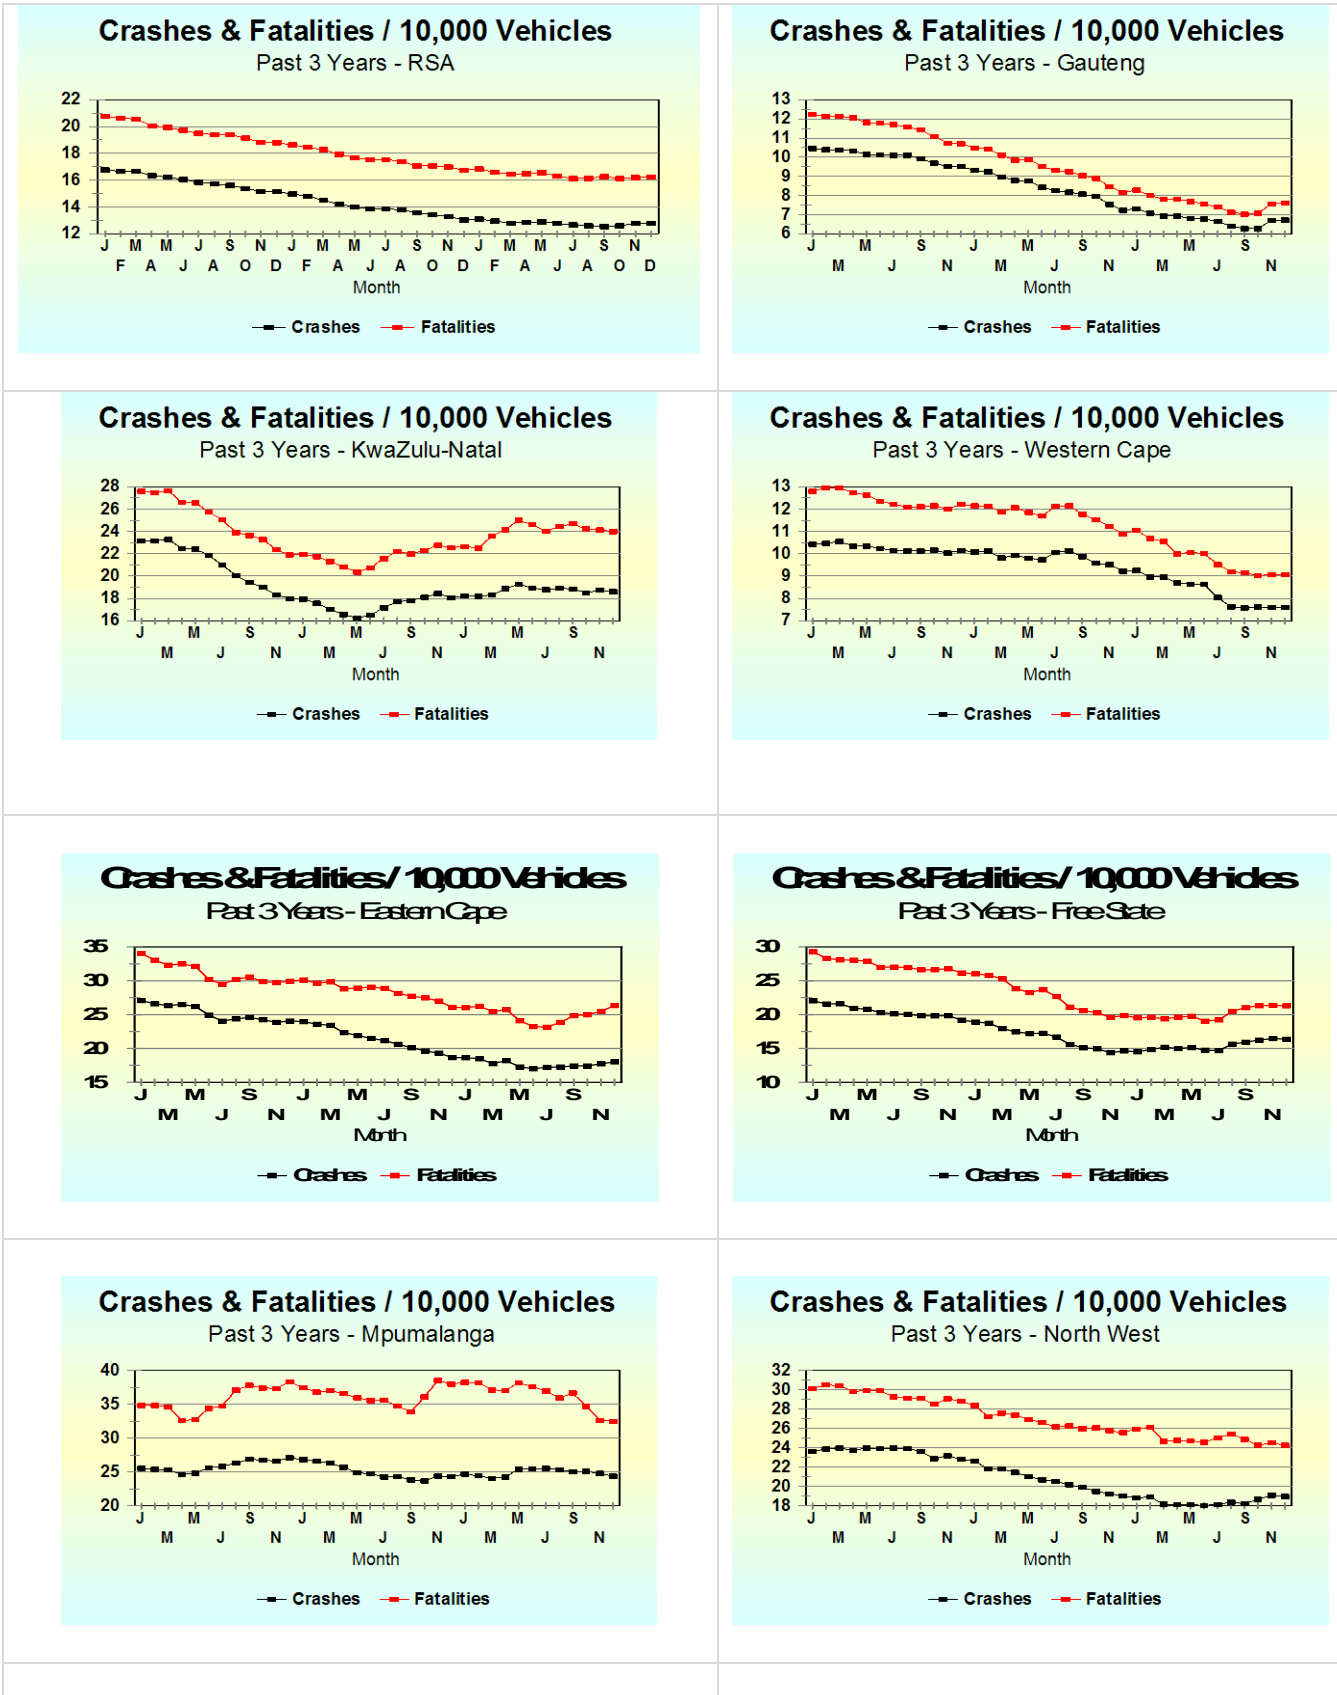 Crashes & Fatalities / 10,000 Vehicles
Past 3 Years - RSA
22
20
18
16
14
12
J M M J S N J M M J S N J M M J S N
F A J A O D F A J A O D F A J A O D
Month
Crashes Fatalities
Crashes & Fatalities / 10,000 Vehicles
Past 3 Years - Gauteng
13
12
11
10
9
8
7
6
J M S J M S J M S
M J N M J N M J N
Month
Crashes Fatalities
Crashes & Fatalities / 10,000 Vehicles
Past 3 Years - KwaZulu-Natal
28
26
24
22
20
18
16
J M S J M S J M S
M J N M J N M J N
Month
Crashes Fatalities
Crashes & Fatalities / 10,000 Vehicles
Past 3 Years - Western Cape
13
12
11
10
9
8
7
J M S J M S J M S
M J N M J N M J N
Month
Crashes Fatalities
Crashes & Fatalities / 10,000 Vehicles
Past 3 Years - Eastern Cape
35
30
25
20
15
J M S J M S J M S
M J N M J N M J N
Month
Crashes Fatalities
Crashes & Fatalities / 10,000 Vehicles
Past 3 Years - Free State
30
25
20
15
10
J M S J M S J M S
M J N M J N M J N
Month
Crashes Fatalities
Crashes & Fatalities / 10,000 Vehicles
Past 3 Years - Mpumalanga
40
35
30
25
20
J M S J M S J M S
M J N M J N M J N
Month
Crashes Fatalities
Crashes & Fatalities / 10,000 Vehicles
Past 3 Years - North West
32
30
28
26
24
22
20
18
J M S J M S J M S
M J N M J N M J N
Month
Crashes Fatalities